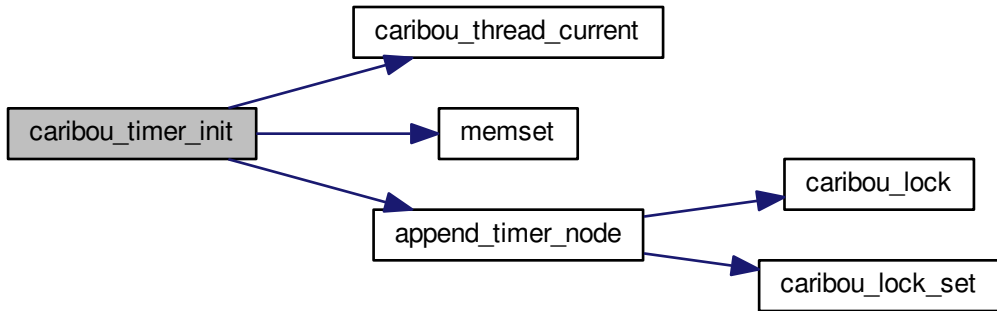 caribou_thread_current
caribou_timer_init
memset
caribou_lock
append_timer_node
caribou_lock_set